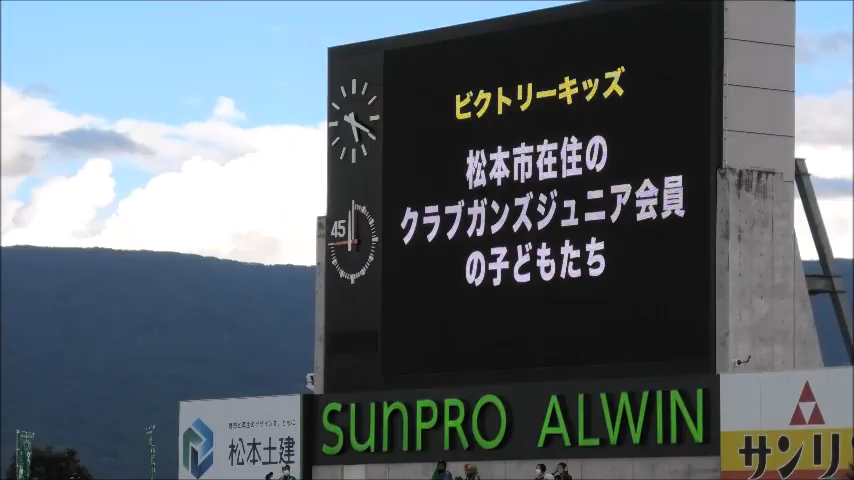 ビクトリーキッズ
松本市在住の
クラブガンズジュニア会員
の子どもたち
45
SUNPRO ALWIN
松本土建
サンリ